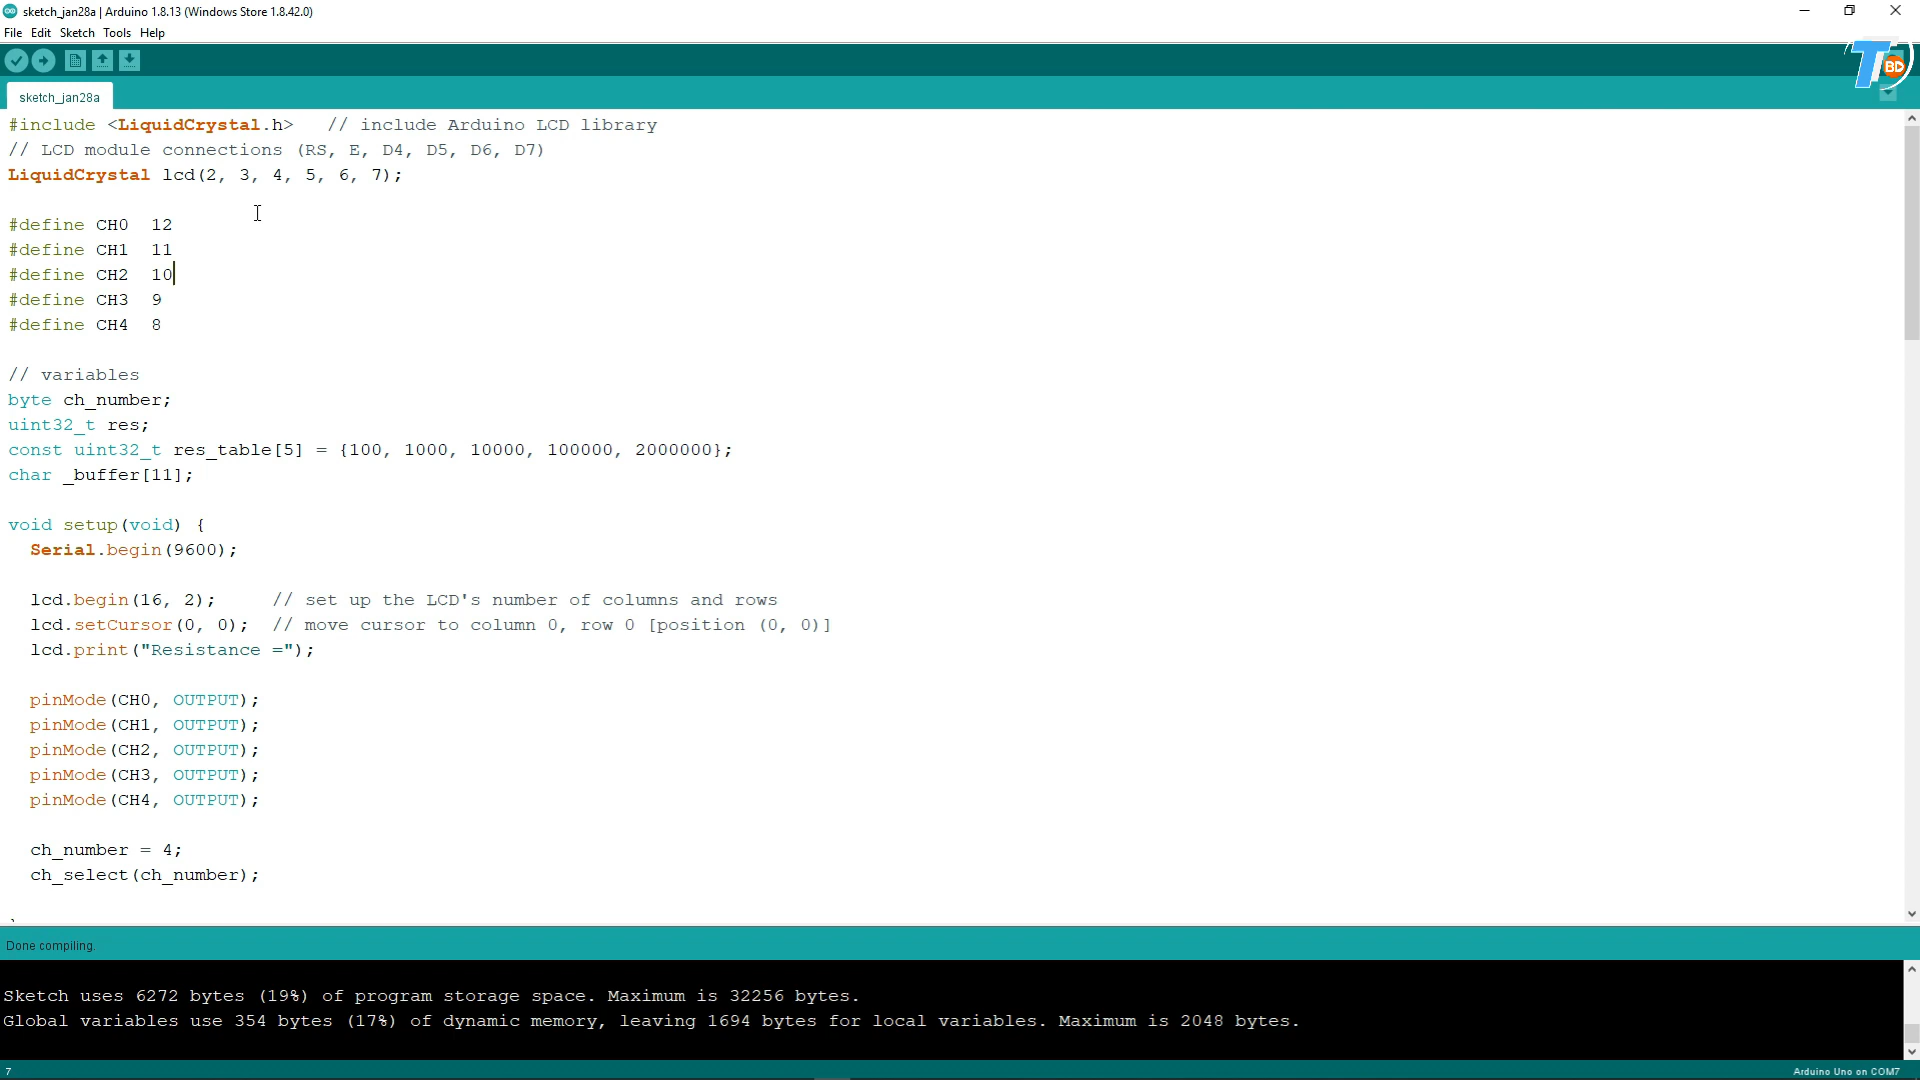 sketch_jan28a | Arduino 1.8.13 (Windows Store 1.8.42.0)
File Edit Sketch Tools Help
T BD
sketch_jan28a
#include <LiquidCrystal.h>   // include Arduino LCD library
// LCD module connections (RS, E, D4, D5, D6, D7)
LiquidCrystal lcd(2, 3, 4, 5, 6, 7);
#define CH0  12
#define CH1  11
#define CH2  10
#define CH3  9
#define CH4  8
// variables
byte ch_number;
uint32_t res;
const uint32_t res_table[5] = {100, 1000, 10000, 100000, 2000000};
char _buffer[11];
void setup(void) {
  Serial.begin(9600);
  lcd.begin(16, 2);     // set up the LCD's number of columns and rows
  lcd.setCursor(0, 0);  // move cursor to column 0, row 0 [position (0, 0)]
  lcd.print("Resistance =");
  pinMode(CH0, OUTPUT);
  pinMode(CH1, OUTPUT);
  pinMode(CH2, OUTPUT);
  pinMode(CH3, OUTPUT);
  pinMode(CH4, OUTPUT);
  ch_number = 4;
  ch_select(ch_number);
Done compiling.
Sketch uses 6272 bytes (19%) of program storage space. Maximum is 32256 bytes.
Global variables use 354 bytes (17%) of dynamic memory, leaving 1694 bytes for local variables. Maximum is 2048 bytes.
7
Arduino Uno on COM7